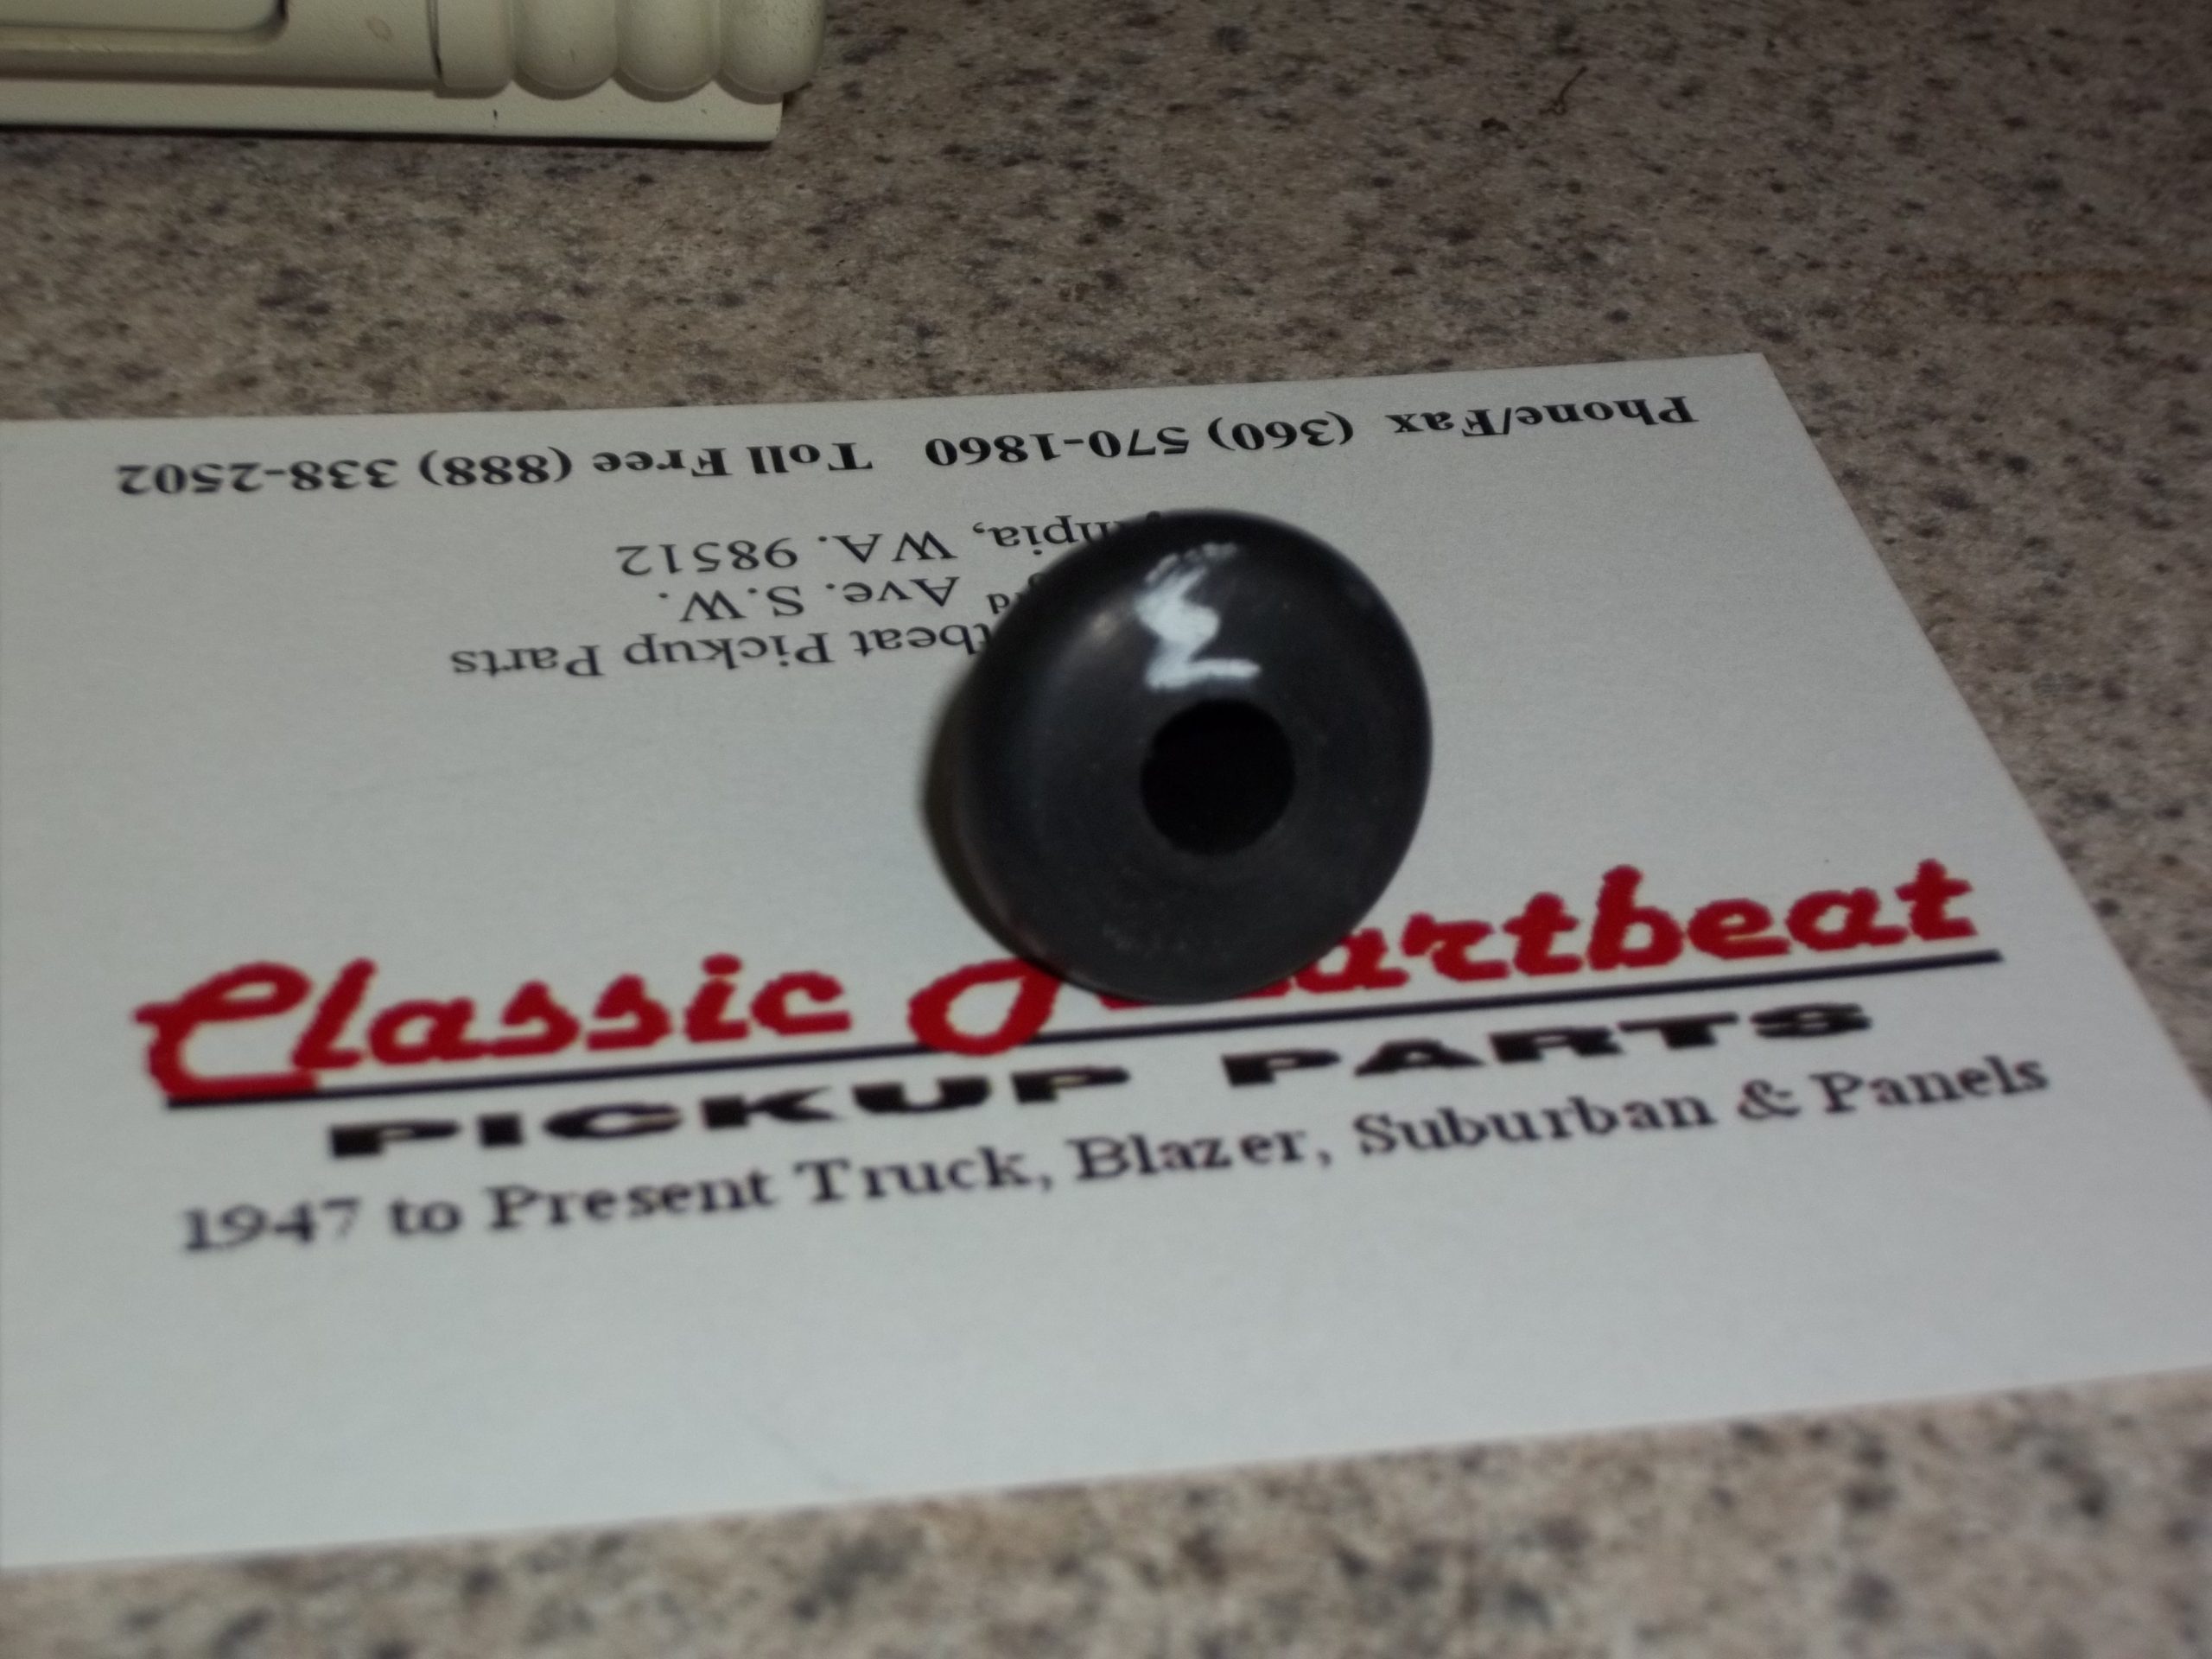 Classic Heartbeat
PICKUP PARTS
1947 to Present Truck, Blazer, Suburban & Panels
Pickup Parts
Ave. S.W.
WA. 98512
Phone/Fax (360) 570-1860 Toll Free (888) 338-2502